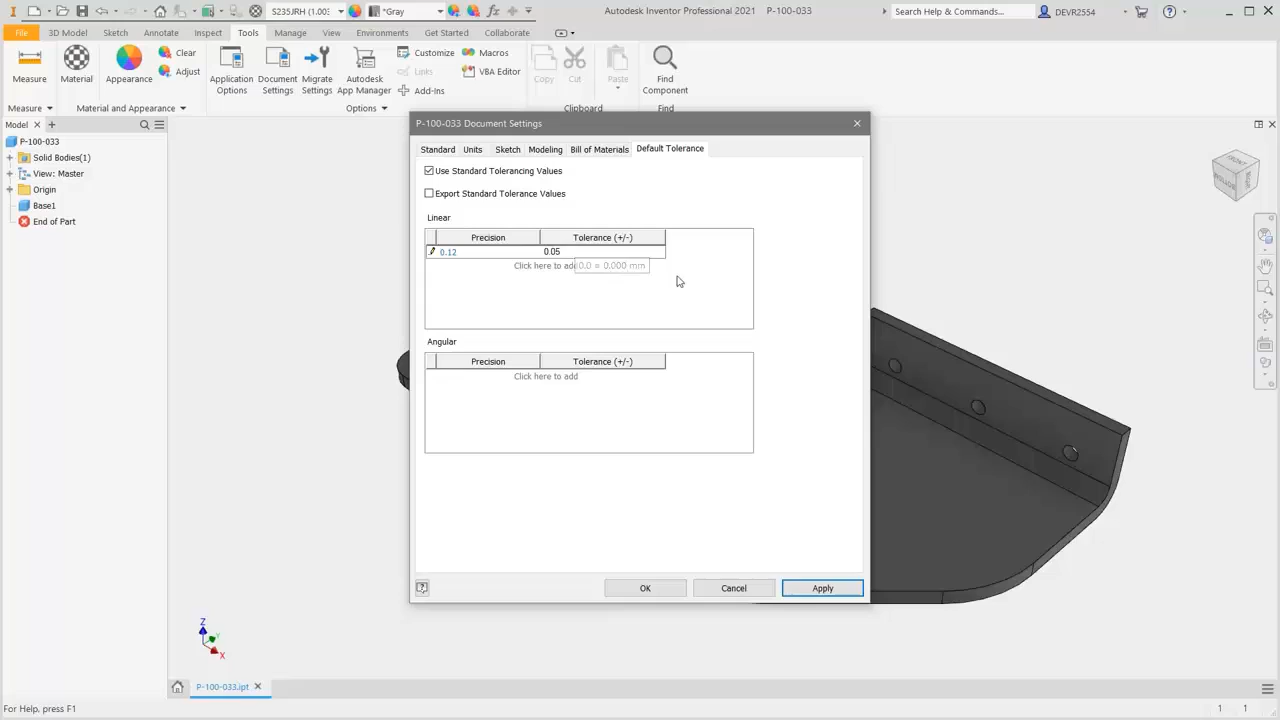 S235JRH (1.003
*Gray
Autodesk Inventor Professional 2021 P-100-033
Search Help & Commands...
DEVR2554
File 3D Model Sketch Annotate Inspect Tools Manage View Environments Get Started Collaborate
Measure
Material
Appearance
Clear
Adjust
Application Options
Document Settings
Migrate Settings
Autodesk App Manager
Customize
Links
Add-Ins
Macros
VBA Editor
Copy
Cut
Paste
Find Component
Measure
Material and Appearance
Options
Clipboard
Find
Model
P-100-033
Solid Bodies(1)
View: Master
Origin
Base1
End of Part
P-100-033 Document Settings
Standard Units Sketch Modeling Bill of Materials Default Tolerance
Use Standard Tolerancing Values
Export Standard Tolerance Values
Linear
Precision Tolerance (+/-)
0.12 0.05
Click here to add
0.0 = 0.000 mm
Angular
Precision Tolerance (+/-)
Click here to add
OK Cancel Apply
FRONT
Z
Y
X
P-100-033.ipt
For Help, press F1
1 1